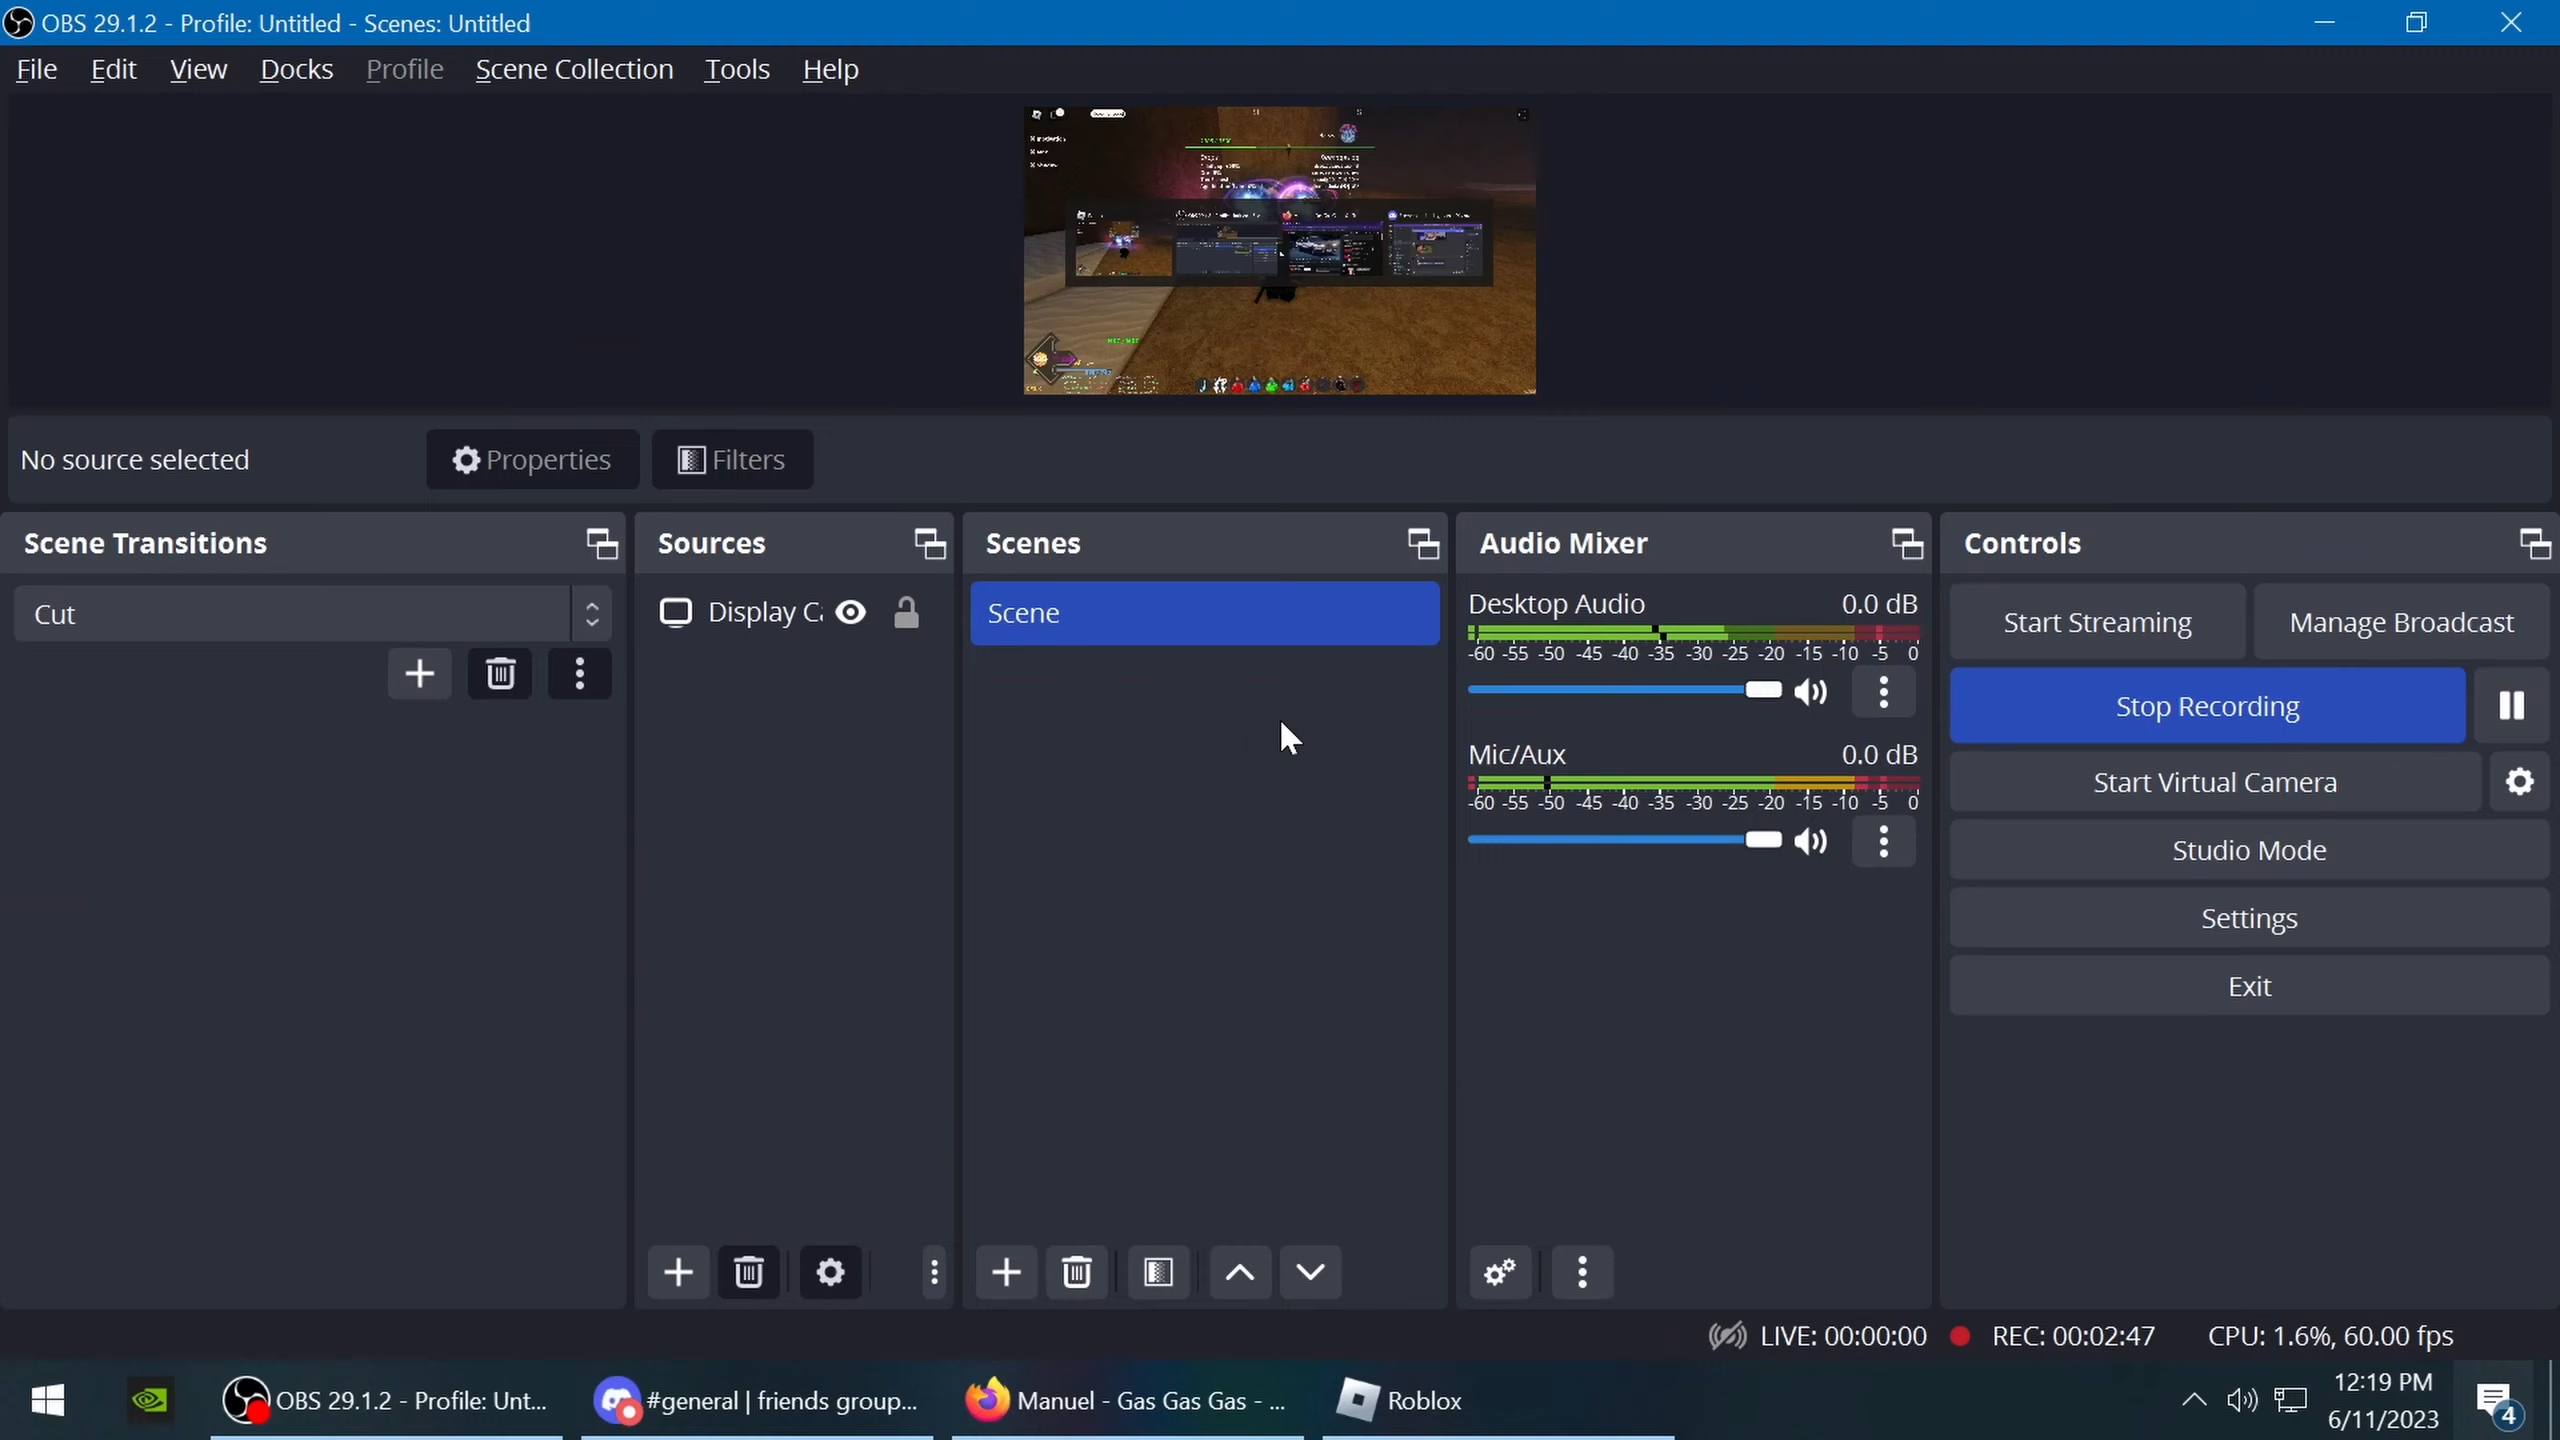 OBS 29.1.2 - Profile: Untitled - Scenes: Untitled
File Edit View Docks Profile Scene Collection Tools Help
No source selected
Properties
Filters
Scene Transitions
Cut
Sources
Display Ca
Scenes
Scene
Audio Mixer
Desktop Audio 0.0 dB
-60 -55 -50 -45 -40 -35 -30 -25 -20 -15 -10 -5 0
Mic/Aux 0.0 dB
-60 -55 -50 -45 -40 -35 -30 -25 -20 -15 -10 -5 0
Controls
Start Streaming
Manage Broadcast
Stop Recording
Start Virtual Camera
Studio Mode
Settings
Exit
LIVE: 00:00:00 REC: 00:02:47 CPU: 1.6%, 60.00 fps
OBS 29.1.2 - Profile: Unt...
#general | friends group...
Manuel - Gas Gas Gas - ...
Roblox
12:19 PM
6/11/2023
4